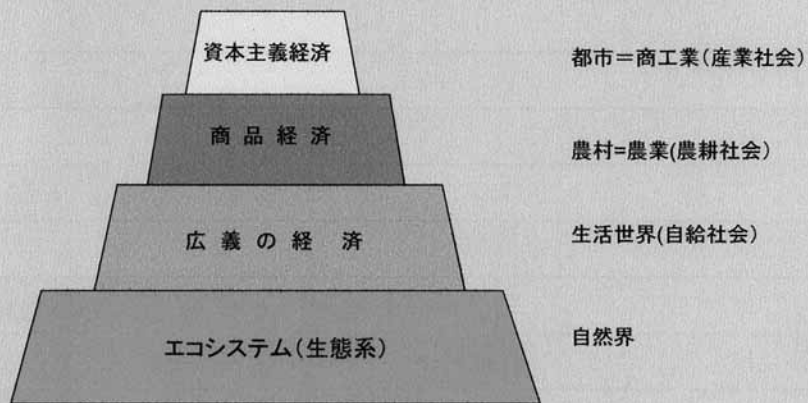 資本主義経済
都市＝商工業（産業社会）
商品経済
農村=農業(農耕社会）
広義の経済
生活世界(自給社会）
エコシステム（生態系）
自然界